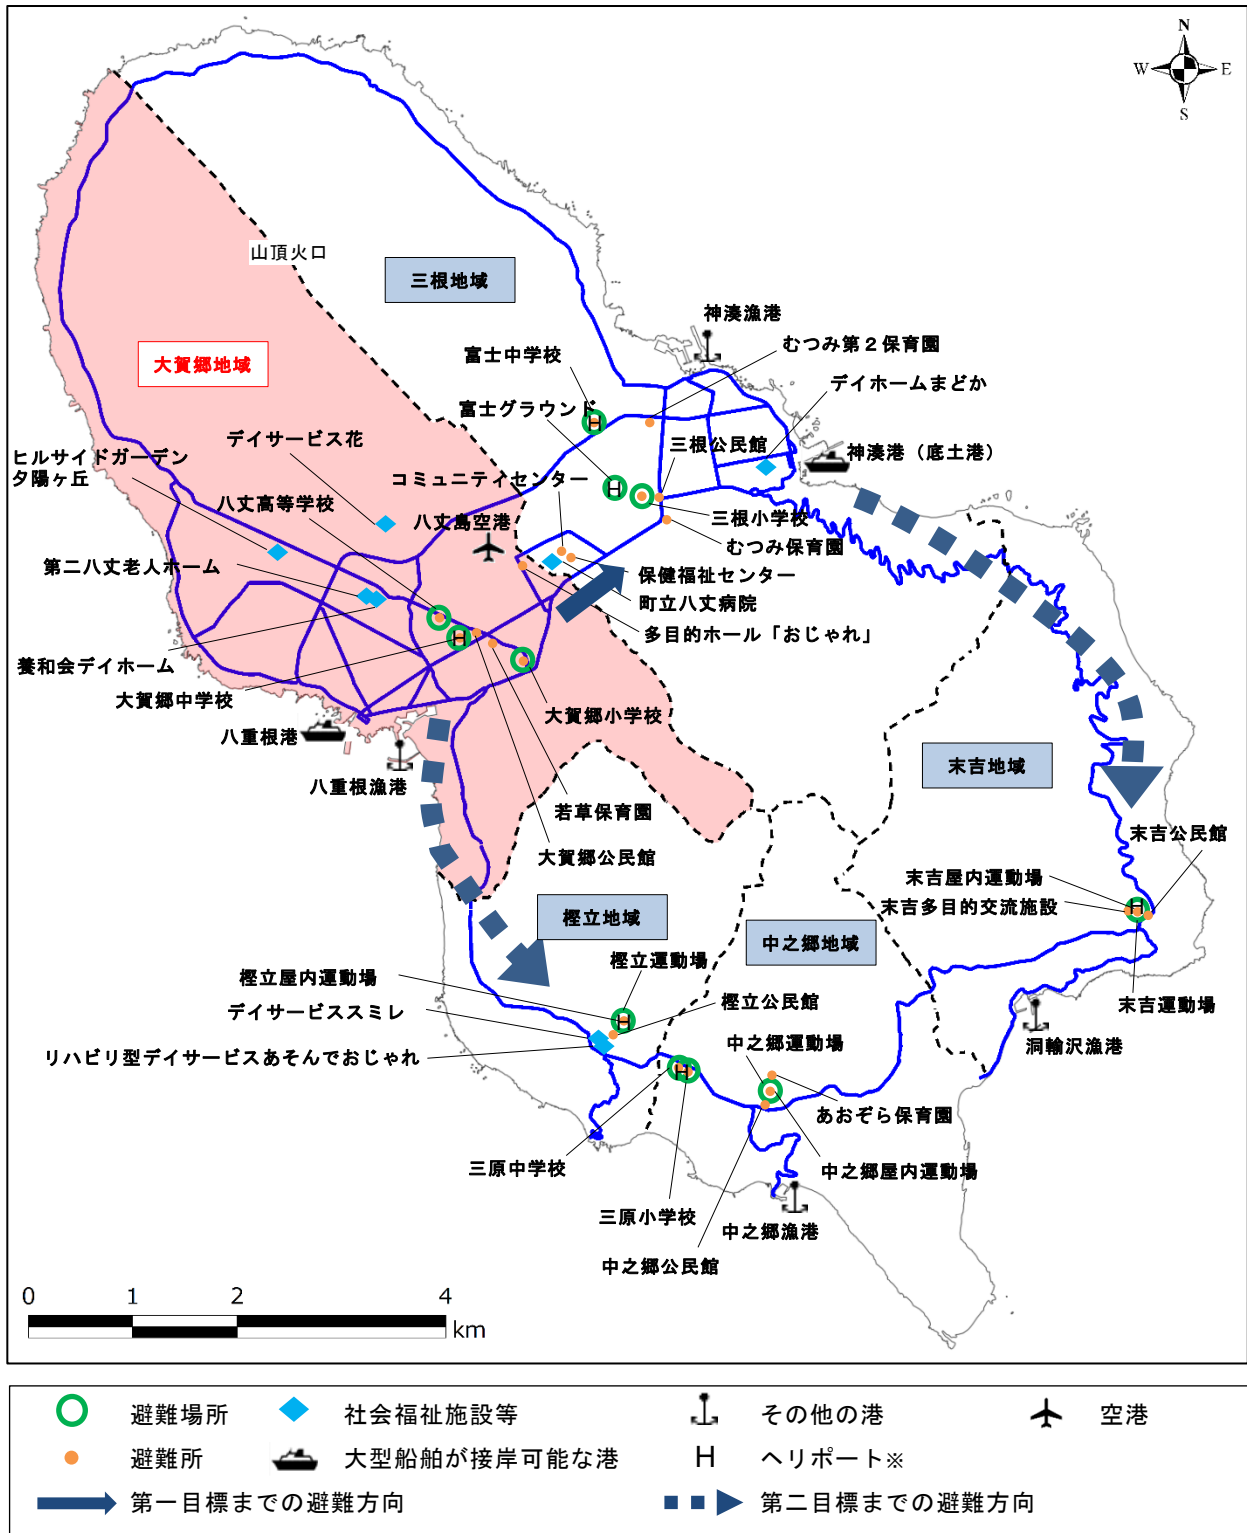 N
W
E
S
山頂火口
三根地域
神湊漁港
むつみ第２保育園
富士中学校
大賀郷地域
デイホームまどか
富士グラウンド
デイサービス花
三根公民館
ヒルサイドガーデン
夕陽ヶ丘
神湊港（底土港）
コミュニティセンター
八丈高等学校
三根小学校
八丈島空港
むつみ保育園
第二八丈老人ホーム
保健福祉センター
町立八丈病院
多目的ホール「おじゃれ」
養和会デイホーム
大賀郷中学校
大賀郷小学校
八重根港
末吉地域
八重根漁港
若草保育園
末吉公民館
大賀郷公民館
末吉屋内運動場
末吉多目的交流施設
樫立地域
中之郷地域
樫立運動場
樫立屋内運動場
樫立公民館
末吉運動場
デイサービススミレ
洞輪沢漁港
中之郷運動場
リハビリ型デイサービスあそんでおじゃれ
あおぞら保育園
三原中学校
中之郷屋内運動場
三原小学校
中之郷漁港
中之郷公民館
0 1 2 4
km
避難場所 社会福祉施設等 その他の港 空港
避難所 大型船舶が接岸可能な港 H ヘリポート※
第一目標までの避難方向 第二目標までの避難方向